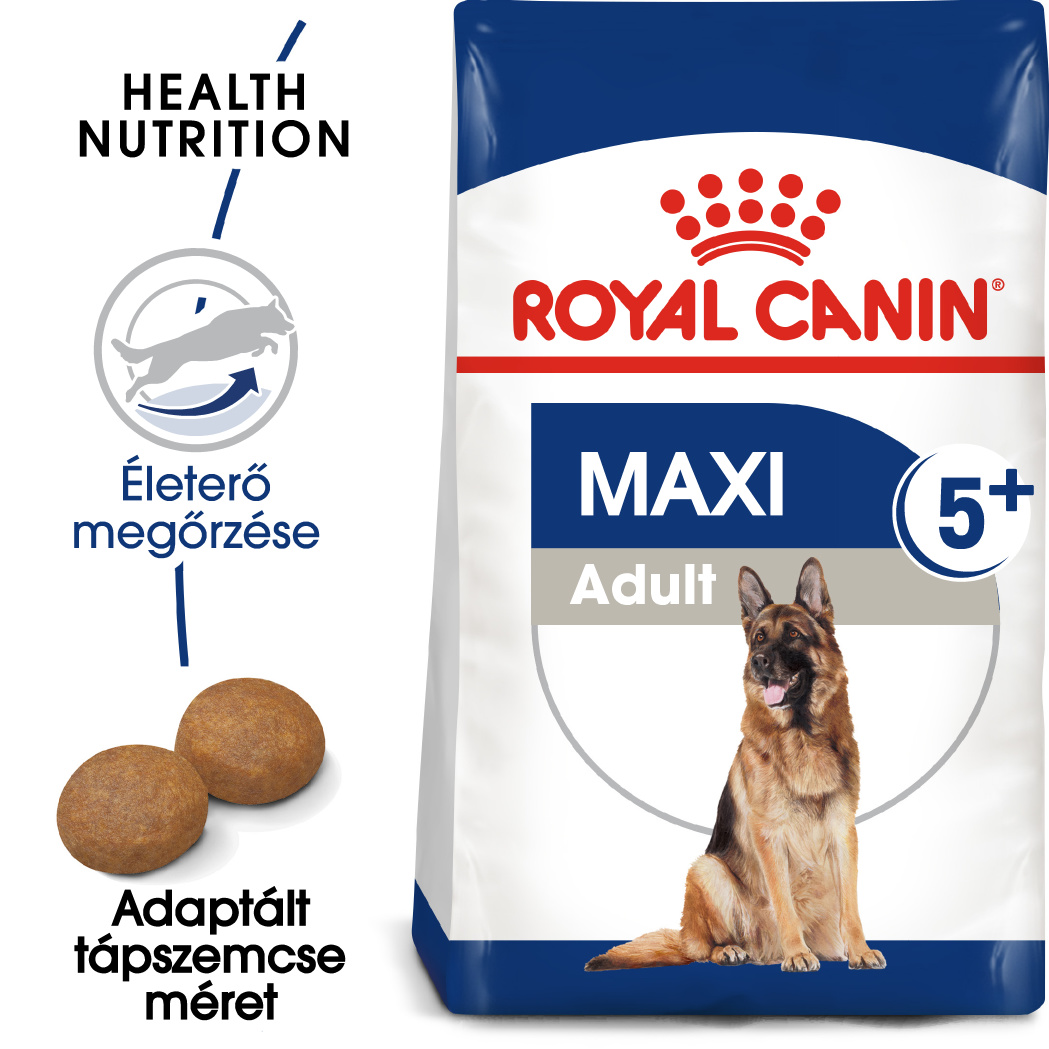 HEALTH
NUTRITION
Életerő
megőrzése
Adaptált
tápszemcse
méret
ROYAL CANIN®
MAXI
5+
Adult